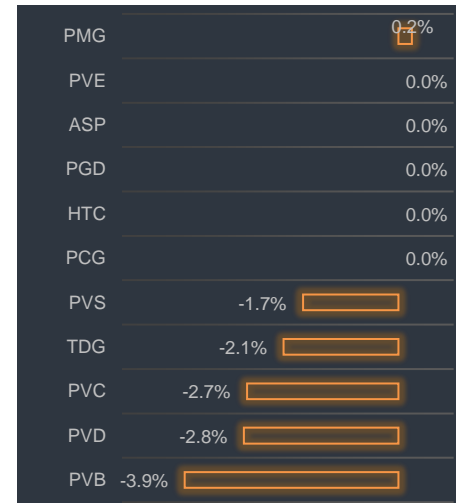 PMG 0.2%
PVE 0.0%
ASP 0.0%
PGD 0.0%
HTC 0.0%
PCG 0.0%
PVS -1.7%
TDG -2.1%
PVC -2.7%
PVD -2.8%
PVB -3.9%